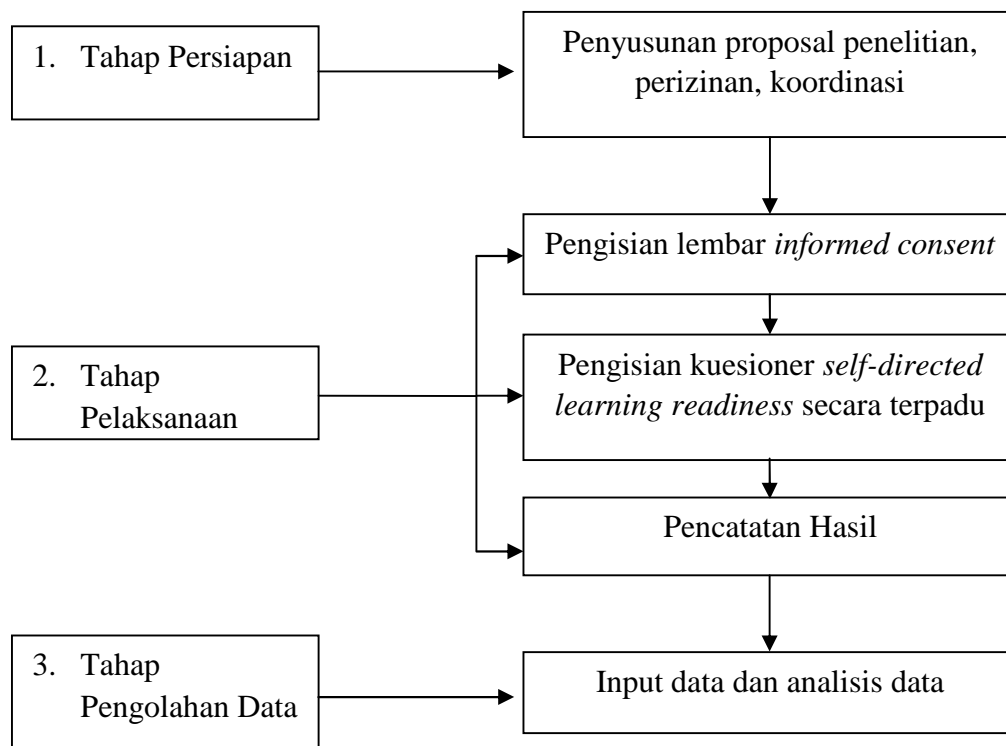 1. Tahap Persiapan
Penyusunan proposal penelitian,
perizinan, koordinasi
Pengisian lembar informed consent
2. Tahap
Pelaksanaan
Pengisian kuesioner self-directed
learning readiness secara terpadu
Pencatatan Hasil
3. Tahap
Pengolahan Data
Input data dan analisis data